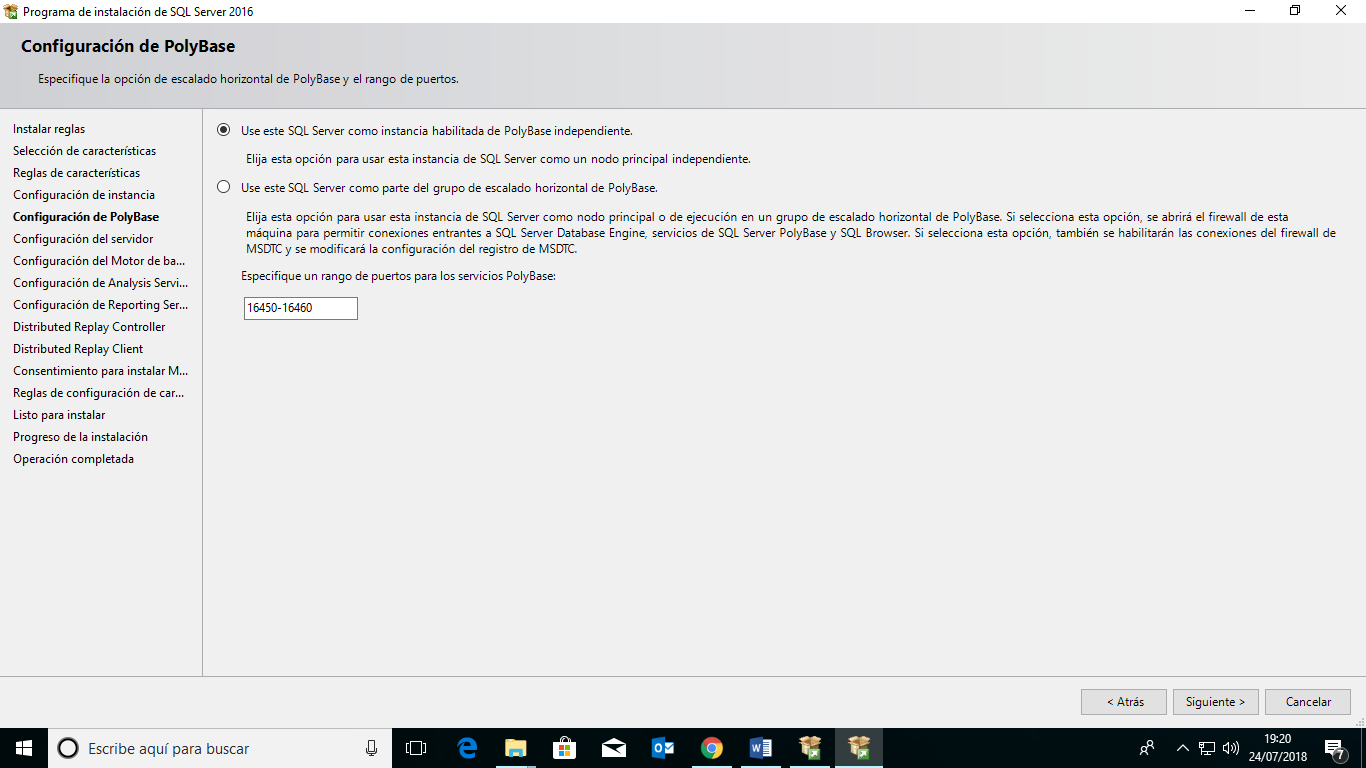 Programa de instalación de SQL Server 2016
Configuración de PolyBase
Especifique la opción de escalado horizontal de PolyBase y el rango de puertos.
Instalar reglas
Selección de características
Reglas de características
Configuración de instancia
Configuración de PolyBase
Configuración del servidor
Configuración del Motor de ba...
Configuración de Analysis Servi...
Configuración de Reporting Ser...
Distributed Replay Controller
Distributed Replay Client
Consentimiento para instalar M...
Reglas de configuración de car...
Listo para instalar
Progreso de la instalación
Operación completada
Use este SQL Server como instancia habilitada de PolyBase independiente.
Elija esta opción para usar esta instancia de SQL Server como un nodo principal independiente.
Use este SQL Server como parte del grupo de escalado horizontal de PolyBase.
Elija esta opción para usar esta instancia de SQL Server como nodo principal o de ejecución en un grupo de escalado horizontal de PolyBase. Si selecciona esta opción, se abrirá el firewall de esta
máquina para permitir conexiones entrantes a SQL Server Database Engine, servicios de SQL Server PolyBase y SQL Browser. Si selecciona esta opción, también se habilitarán las conexiones del firewall de
MSDTC y se modificará la configuración del registro de MSDTC.
Especifique un rango de puertos para los servicios PolyBase:
16450-16460
< Atrás
Siguiente >
Cancelar
Escribe aquí para buscar
19:20
24/07/2018
7